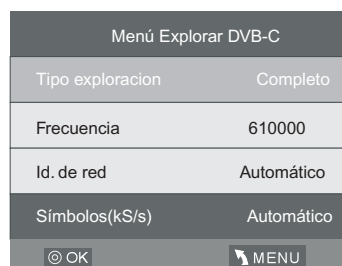 Menú Explorar DVB-C
Tipo exploracion Completo
Frecuencia 610000
Id. de red Automático
Símbolos(kS/s) Automático
OK MENU